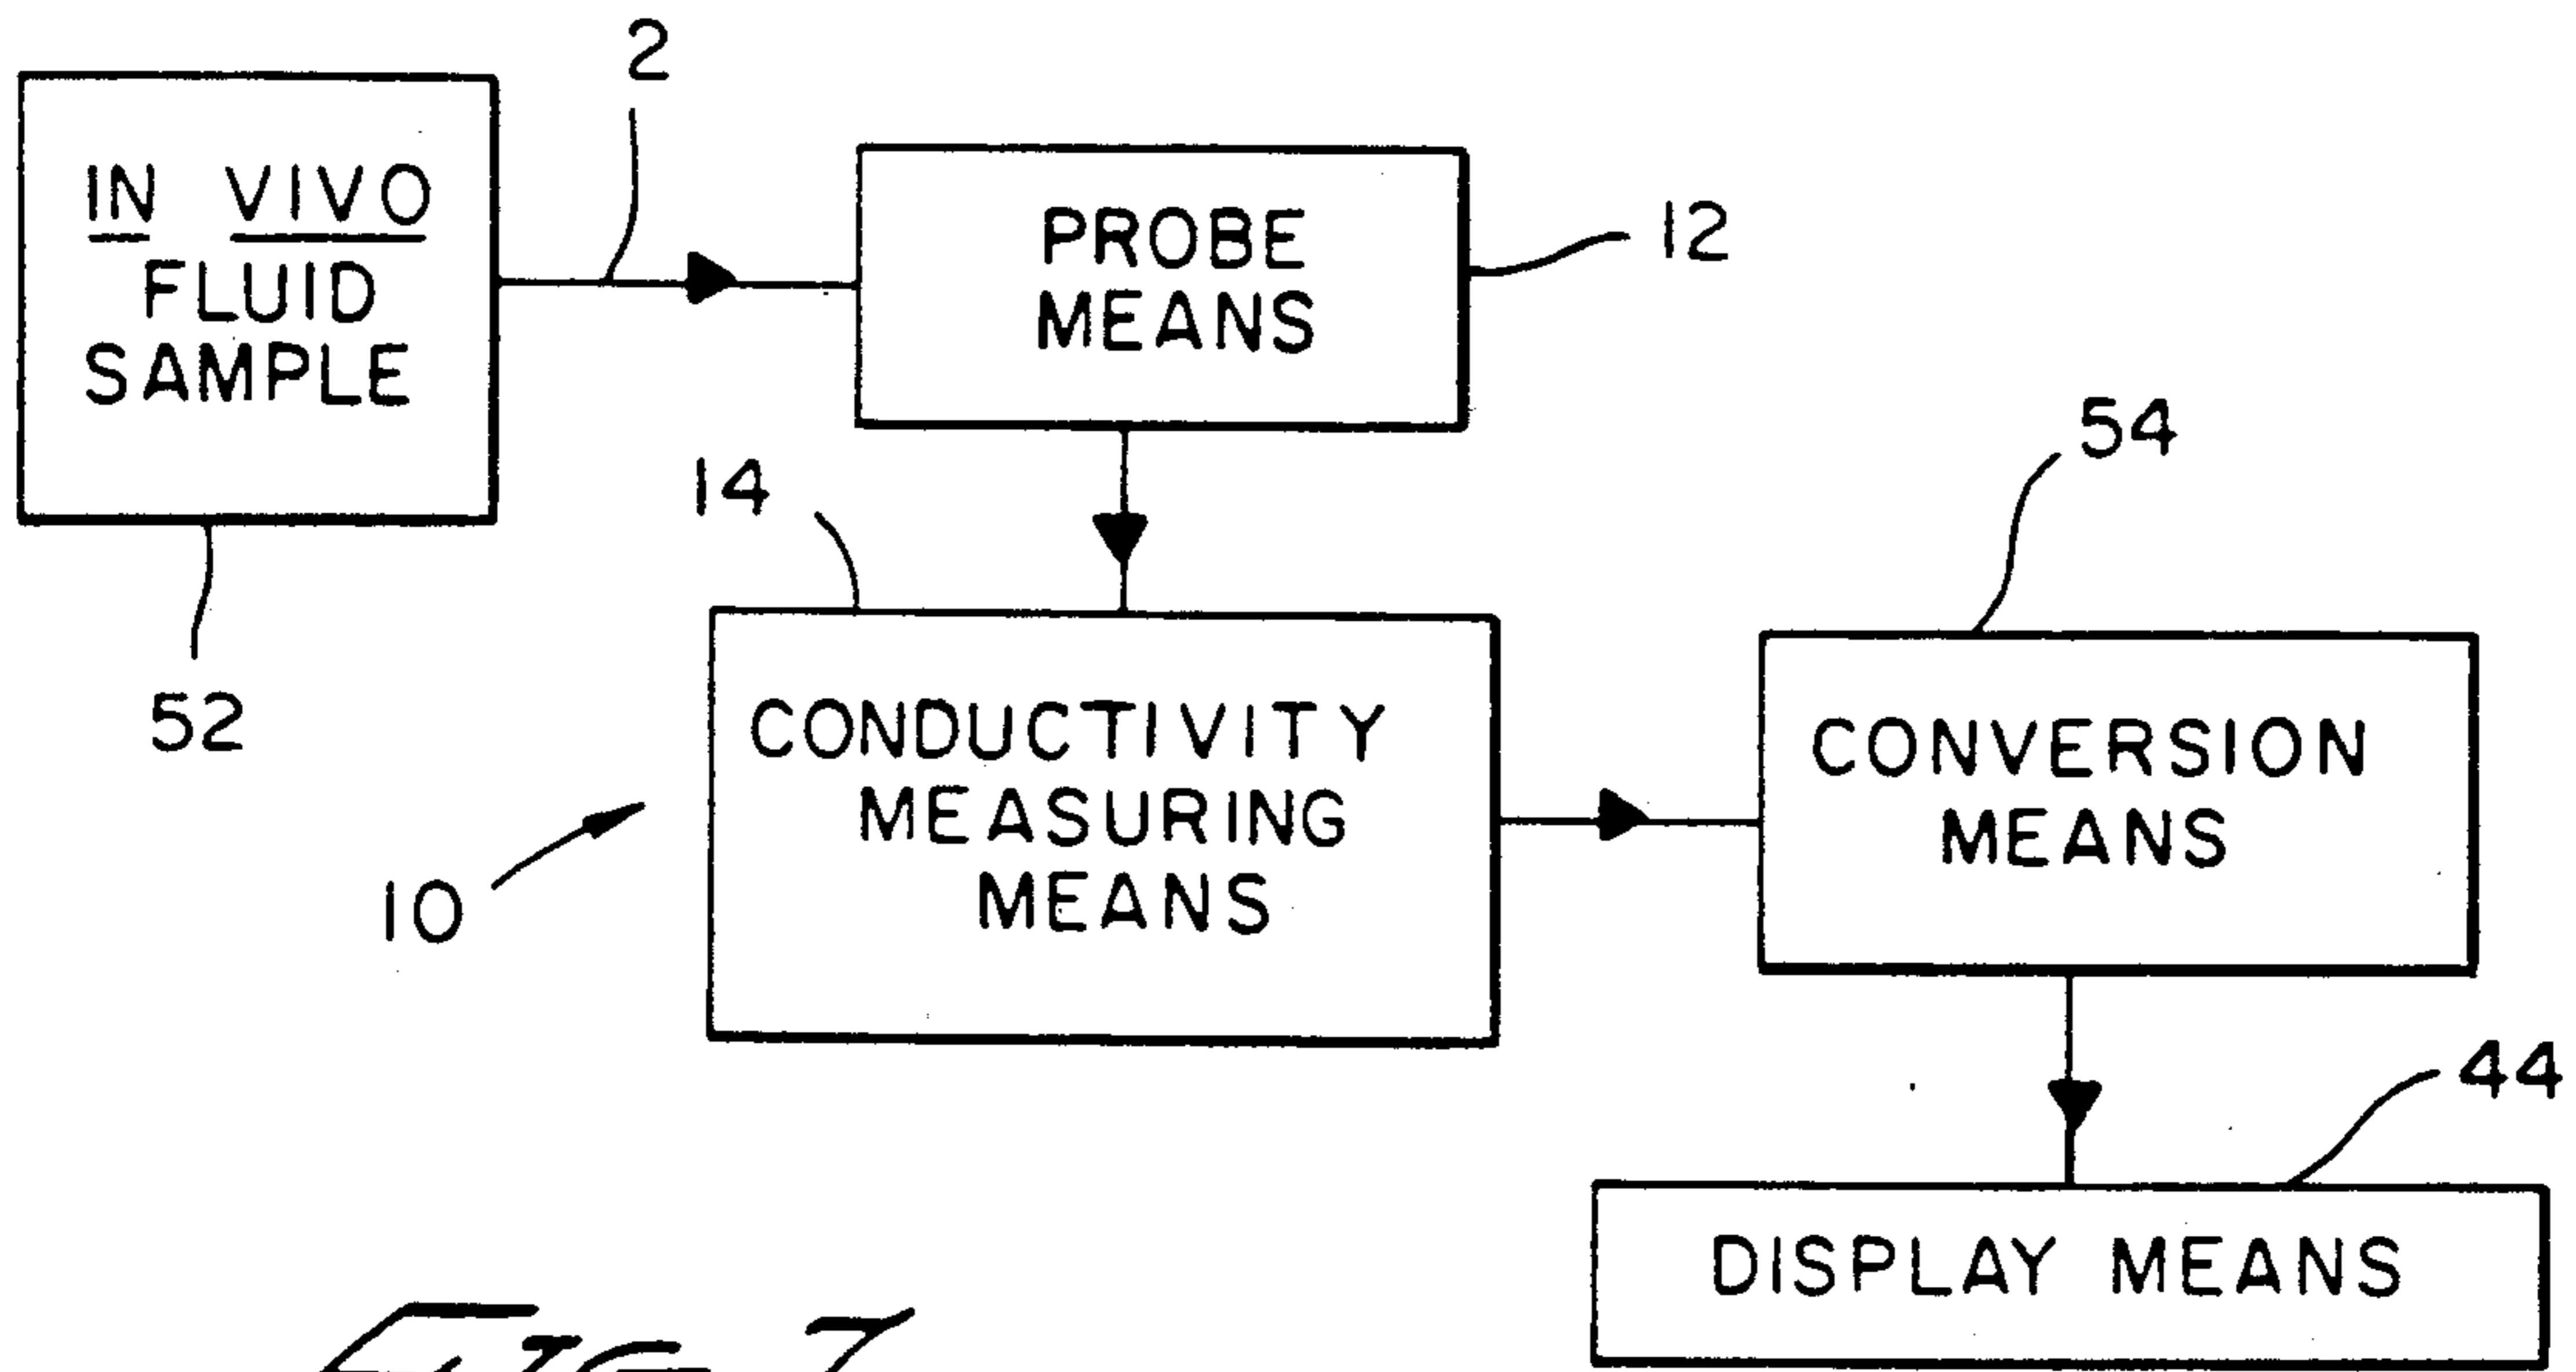 2
IN VIVO
FLUID
SAMPLE
52
PROBE
MEANS
12
14
CONDUCTIVITY
MEASURING
MEANS
10
54
CONVERSION
MEANS
44
DISPLAY MEANS